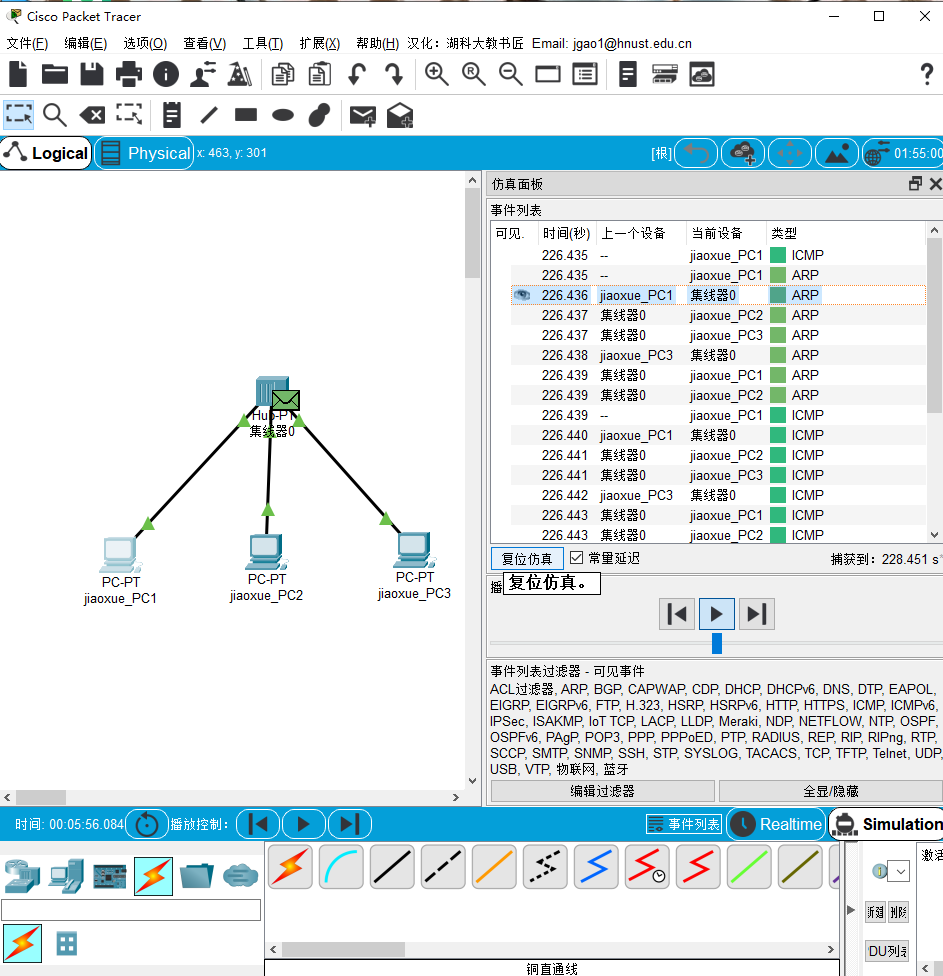 Cisco Packet Tracer
文件(F) 编辑(E) 选项(O) 查看(V) 工具(T) 扩展(X) 帮助(H) 汉化：湖科大教书匠 Email: jgao1@hnust.edu.cn
Logical Physical x: 463, y: 301 [根] 01:55:00
仿真面板
事件列表
可见. 时间(秒) 上一个设备 当前设备 类型
226.435 -- jiaoxue_PC1 ICMP
226.435 -- jiaoxue_PC1 ARP
226.436 jiaoxue_PC1 集线器0 ARP
226.437 集线器0 jiaoxue_PC2 ARP
226.437 集线器0 jiaoxue_PC3 ARP
226.438 jiaoxue_PC3 集线器0 ARP
226.439 集线器0 jiaoxue_PC1 ARP
226.439 集线器0 jiaoxue_PC2 ARP
226.439 -- jiaoxue_PC1 ICMP
226.440 jiaoxue_PC1 集线器0 ICMP
226.441 集线器0 jiaoxue_PC2 ICMP
226.441 集线器0 jiaoxue_PC3 ICMP
226.442 jiaoxue_PC3 集线器0 ICMP
226.443 集线器0 jiaoxue_PC1 ICMP
226.443 集线器0 jiaoxue_PC2 ICMP
Hub-PT
集线器0
PC-PT
jiaoxue_PC1
PC-PT
jiaoxue_PC2
PC-PT
jiaoxue_PC3
复位仿真 常量延迟 捕获到：228.451 s
播
复位仿真。
事件列表过滤器 - 可见事件
ACL过滤器, ARP, BGP, CAPWAP, CDP, DHCP, DHCPv6, DNS, DTP, EAPOL,
EIGRP, EIGRPv6, FTP, H.323, HSRP, HSRPv6, HTTP, HTTPS, ICMP, ICMPv6,
IPSec, ISAKMP, IoT TCP, LACP, LLDP, Meraki, NDP, NETFLOW, NTP, OSPF,
OSPFv6, PAgP, POP3, PPP, PPPoED, PTP, RADIUS, REP, RIP, RIPng, RTP,
SCCP, SMTP, SNMP, SSH, STP, SYSLOG, TACACS, TCP, TFTP, Telnet, UDP,
USB, VTP, 物联网, 蓝牙
编辑过滤器 全显/隐藏
时间: 00:05:56.084 播放控制： 事件列表 Realtime Simulation
激活
新建 删除
DU列表
铜直通线